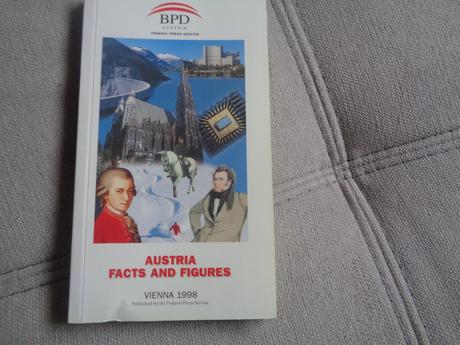 BPD
AUSTRIA
FEDERAL PRESS SERVICE
AUSTRIA
FACTS AND FIGURES
VIENNA 1998
Published by the Federal Press Service